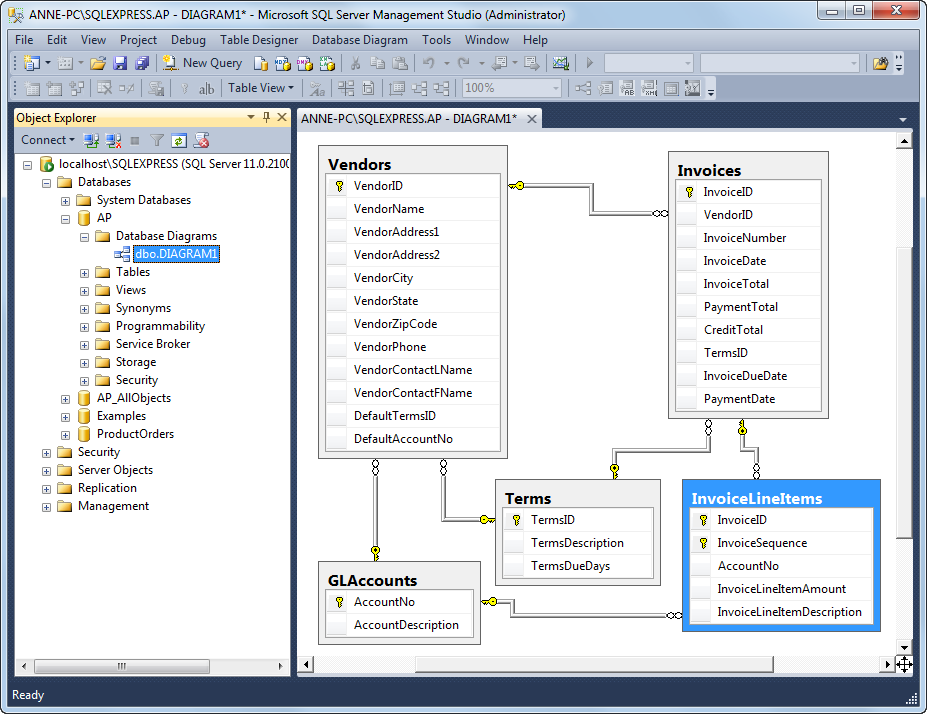 ANNE-PC\SQLEXPRESS.AP - DIAGRAM1* - Microsoft SQL Server Management Studio (Administrator)
File Edit View Project Debug Table Designer Database Diagram Tools Window Help
New Query
ab| Table View 100%
Object Explorer
Connect
localhost\SQLEXPRESS (SQL Server 11.0.2100
Databases
System Databases
AP
Database Diagrams
dbo.DIAGRAM1
Tables
Views
Synonyms
Programmability
Service Broker
Storage
Security
AP_AllObjects
Examples
ProductOrders
Security
Server Objects
Replication
Management
ANNE-PC\SQLEXPRESS.AP - DIAGRAM1*
Vendors
VendorID
VendorName
VendorAddress1
VendorAddress2
VendorCity
VendorState
VendorZipCode
VendorPhone
VendorContactLName
VendorContactFName
DefaultTermsID
DefaultAccountNo
Invoices
InvoiceID
VendorID
InvoiceNumber
InvoiceDate
InvoiceTotal
PaymentTotal
CreditTotal
TermsID
InvoiceDueDate
PaymentDate
Terms
TermsID
TermsDescription
TermsDueDays
InvoiceLineItems
InvoiceID
InvoiceSequence
AccountNo
InvoiceLineItemAmount
InvoiceLineItemDescription
GLAccounts
AccountNo
AccountDescription
Ready